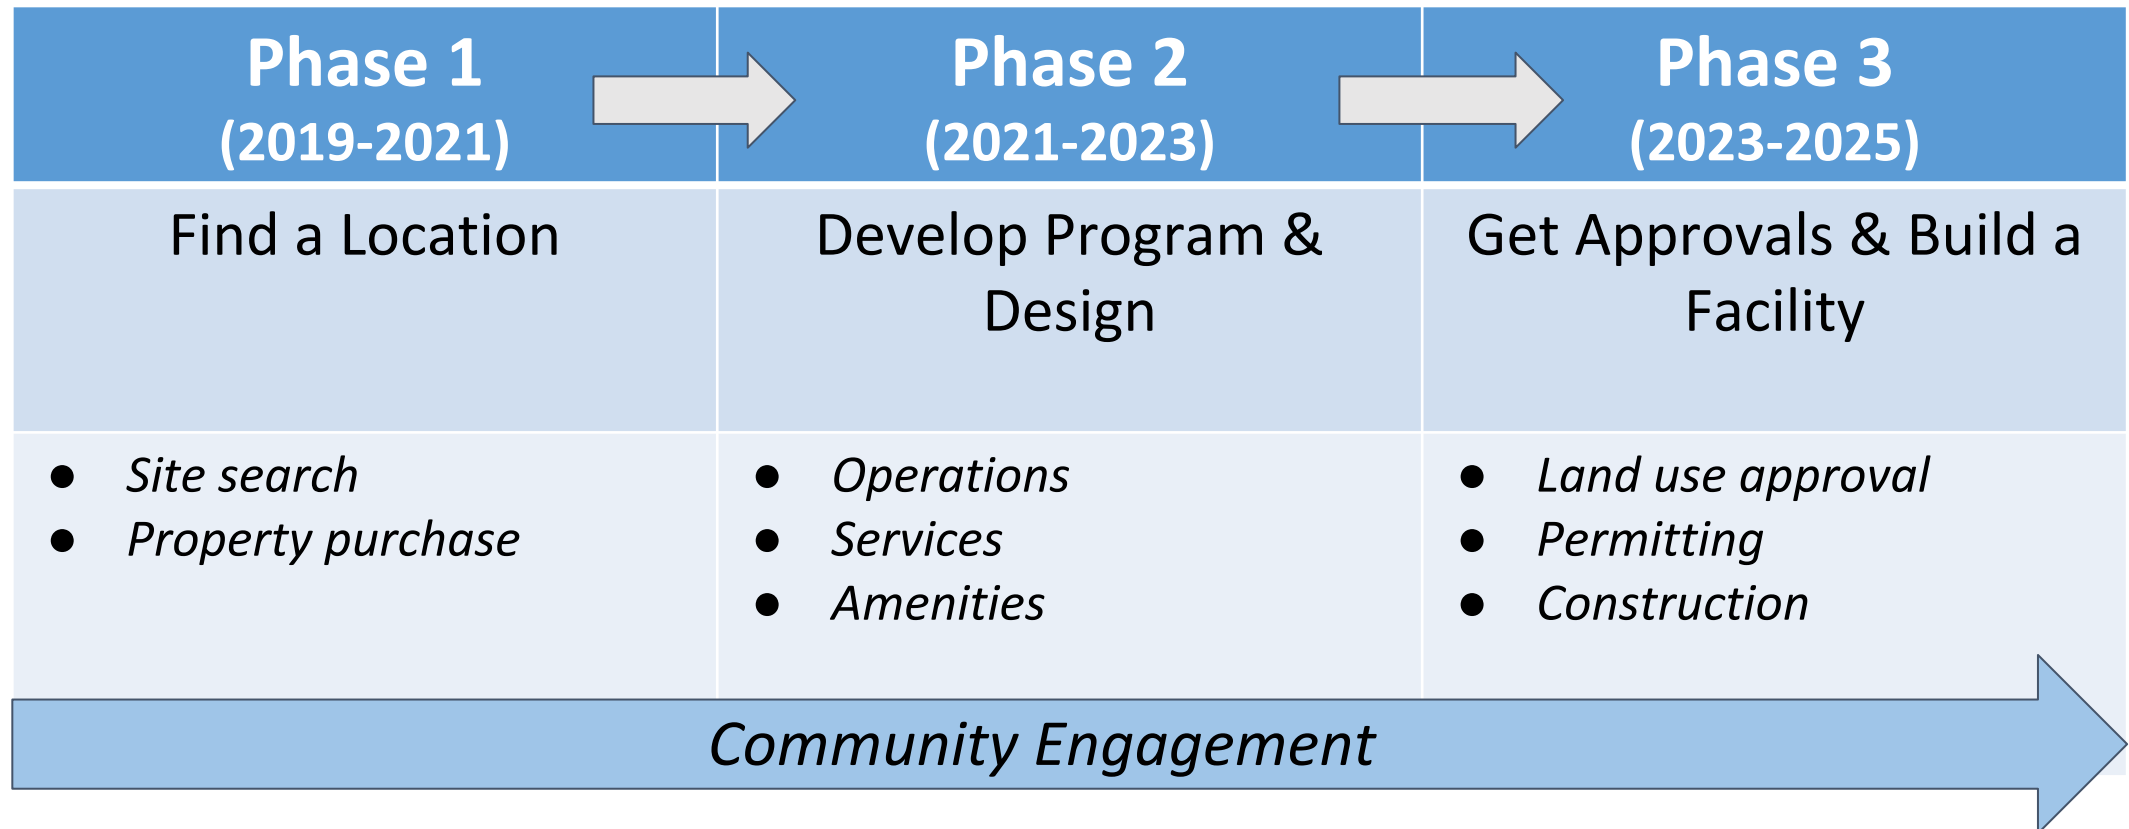 Phase 1
(2019-2021)
Phase 2
(2021-2023)
Phase 3
(2023-2025)
Find a Location
Develop Program &
Design
Get Approvals & Build a
Facility
● Site search
● Property purchase
● Operations
● Services
● Amenities
● Land use approval
● Permitting
● Construction
Community Engagement